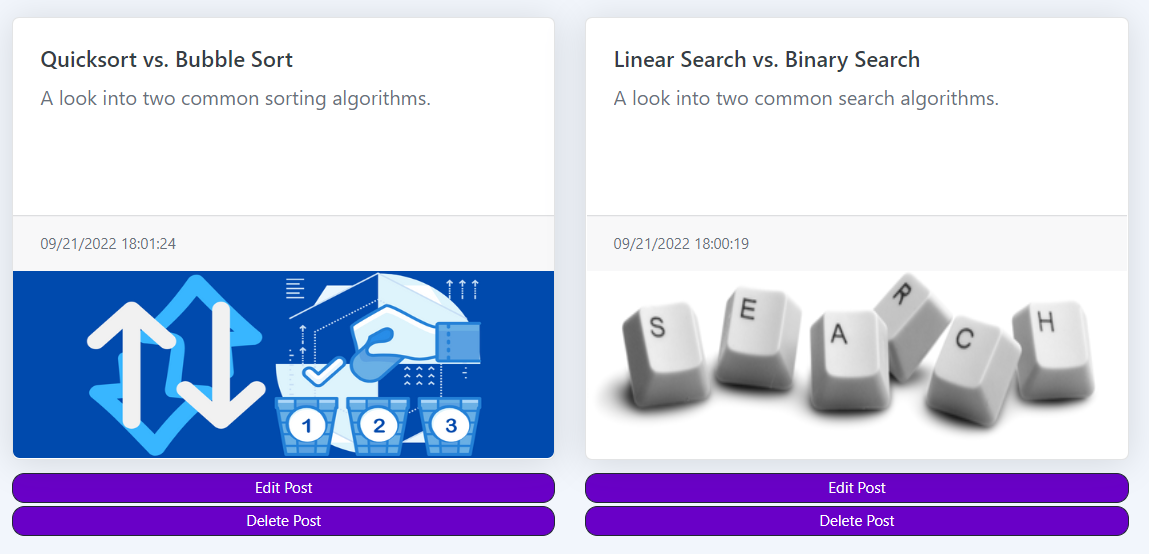 Quicksort vs. Bubble Sort
A look into two common sorting algorithms.
09/21/2022 18:01:24
1 2 3
Edit Post
Delete Post
Linear Search vs. Binary Search
A look into two common search algorithms.
09/21/2022 18:00:19
S E A R C H
Edit Post
Delete Post